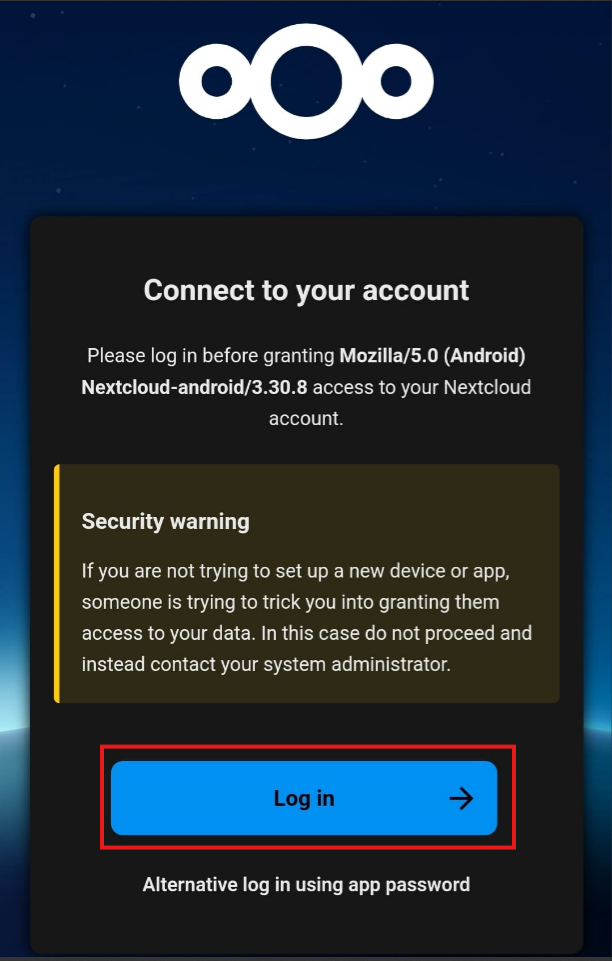 Connect to your account
Please log in before granting Mozilla/5.0 (Android)
Nextcloud-android/3.30.8 access to your Nextcloud
account.
Security warning
If you are not trying to set up a new device or app,
someone is trying to trick you into granting them
access to your data. In this case do not proceed and
instead contact your system administrator.
Log in
Alternative log in using app password